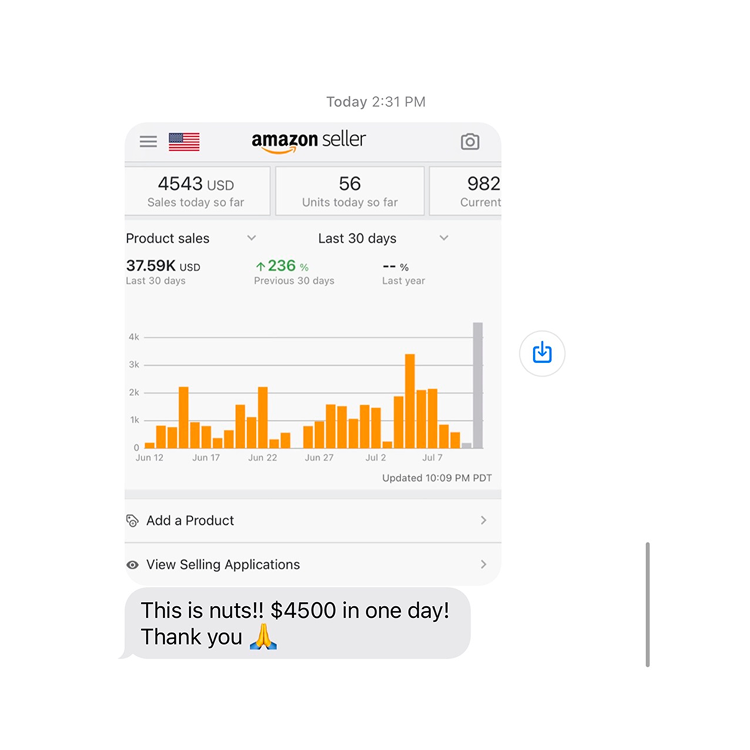 Today 2:31 PM
amazon seller
4543 USD
Sales today so far
56
Units today so far
982
Current
Product sales
Last 30 days
37.59K USD
Last 30 days
↑236 %
Previous 30 days
-- %
Last year
4k
3k
2k
1k
0
Jun 12 Jun 17 Jun 22 Jun 27 Jul 2 Jul 7
Updated 10:09 PM PDT
Add a Product
View Selling Applications
This is nuts!! $4500 in one day!
Thank you 🙏